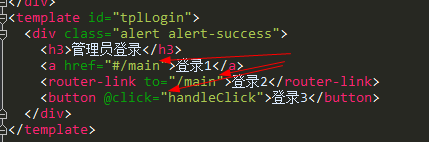 </div>
<template id="tplLogin">
<div class="alert alert-success">
<h3>管理员登录</h3>
<a href="#/main">登录1</a>
<router-link to="/main">登录2</router-link>
<button @click="handleClick">登录3</button>
</div>
</template>